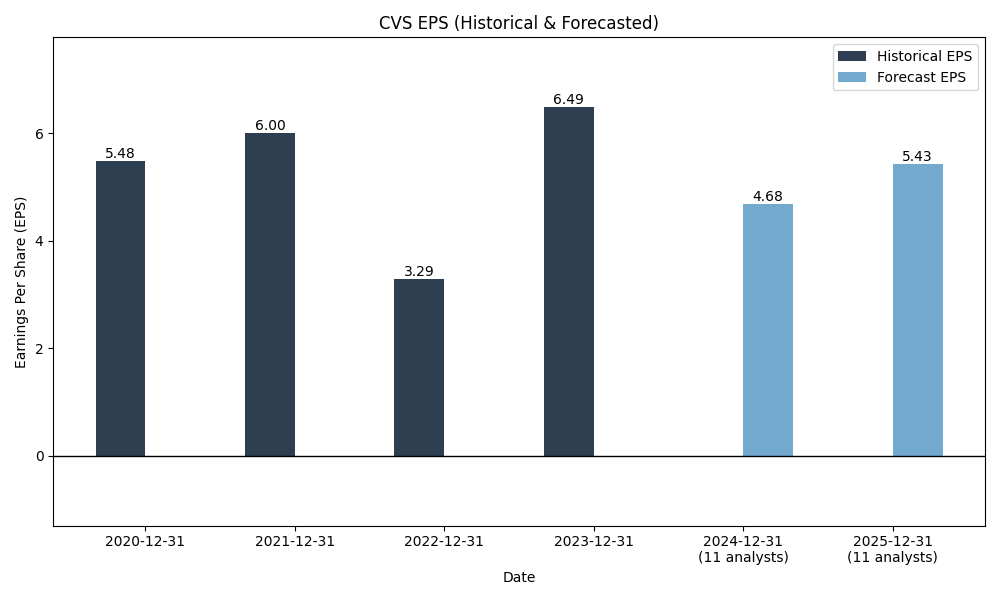 CVS EPS (Historical & Forecasted)
Historical EPS
Forecast EPS
5.48
6.00
3.29
6.49
4.68
5.43
Earnings Per Share (EPS)
6
4
2
0
2020-12-31
2021-12-31
2022-12-31
2023-12-31
2024-12-31
(11 analysts)
2025-12-31
(11 analysts)
Date